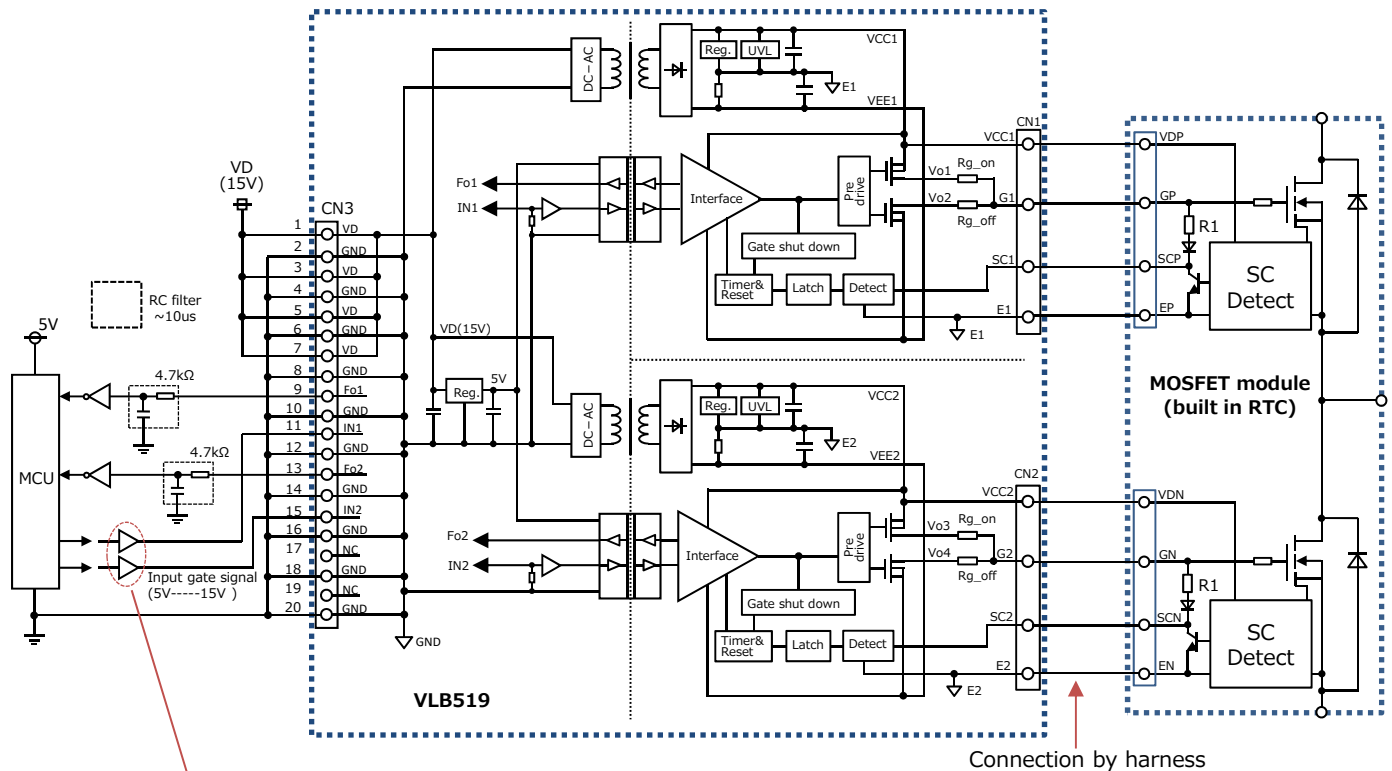 VD
(15V)
CN3
1 VD
2 GND
3 VD
4 GND
5 VD
6 GND
7 VD
8 GND
9 Fo1
10 GND
11 IN1
12 GND
13 Fo2
14 GND
15 IN2
16 GND
17 NC
18 GND
19 NC
20 GND
RC filter
~10us
5V
MCU
4.7kΩ
4.7kΩ
Input gate signal
(5V-----15V )
DC−AC
Reg.
UVL
VCC1
E1
VEE1
Fo1
IN1
Interface
Pre
drive
Vo1
Rg_on
Vo2
Rg_off
Gate shut down
Timer&
Reset
Latch
Detect
E1
CN1
VCC1
G1
SC1
E1
VD(15V)
Reg.
5V
DC−AC
GND
VLB519
Reg.
UVL
VCC2
E2
VEE2
Fo2
IN2
Interface
Pre
drive
Vo3
Rg_on
Vo4
Rg_off
Gate shut down
Timer&
Reset
Latch
Detect
E2
CN2
VCC2
G2
SC2
E2
VDP
GP
SCP
EP
R1
SC
Detect
MOSFET module
(built in RTC)
VDN
GN
SCN
EN
R1
SC
Detect
Connection by harness